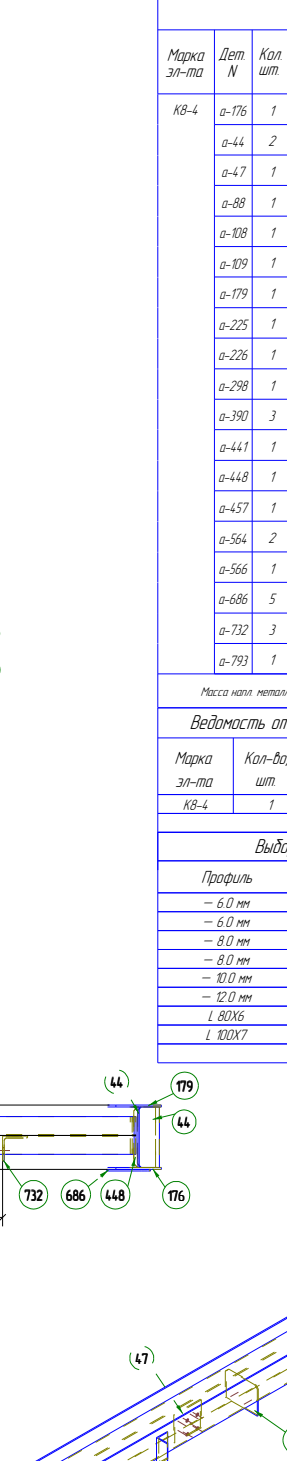 Марка эл-та Дет. N Кол. шт.
К8-4 а-176 1
а-44 2
а-47 1
а-88 1
а-108 1
а-109 1
а-179 1
а-225 1
а-226 1
а-298 1
а-390 3
а-441 1
а-448 1
а-457 1
а-564 2
а-566 1
а-686 5
а-732 3
а-793 1
Масса напл. металл
Ведомость от
Марка эл-та Кол-во, шт.
К8-4 1
Выбо
Профиль
– 6.0 мм
– 6.0 мм
– 8.0 мм
– 8.0 мм
– 10.0 мм
– 12.0 мм
L 80X6
L 100X7
44 179
44
732 686 448 176
47